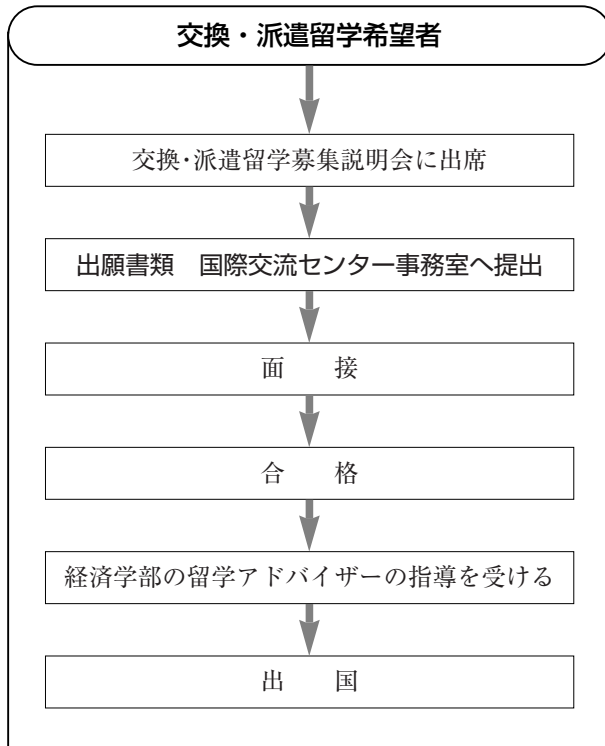 交換・派遣留学希望者
交換・派遣留学募集説明会に出席
出願書類　国際交流センター事務室へ提出
面　　接
合　　格
経済学部の留学アドバイザーの指導を受ける
出　　国